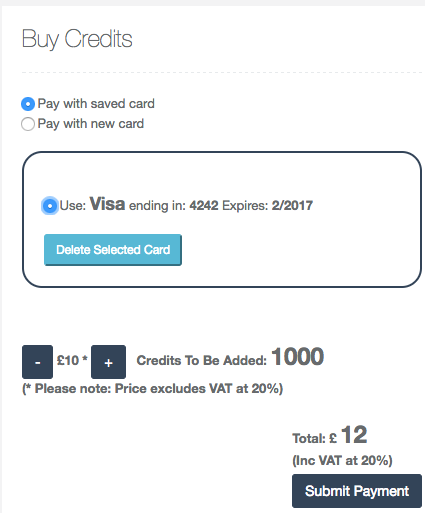 Buy Credits
Pay with saved card
Pay with new card
Use: Visa ending in: 4242 Expires: 2/2017
Delete Selected Card
- £10 * + Credits To Be Added: 1000
(* Please note: Price excludes VAT at 20%)
Total: £ 12
(Inc VAT at 20%)
Submit Payment